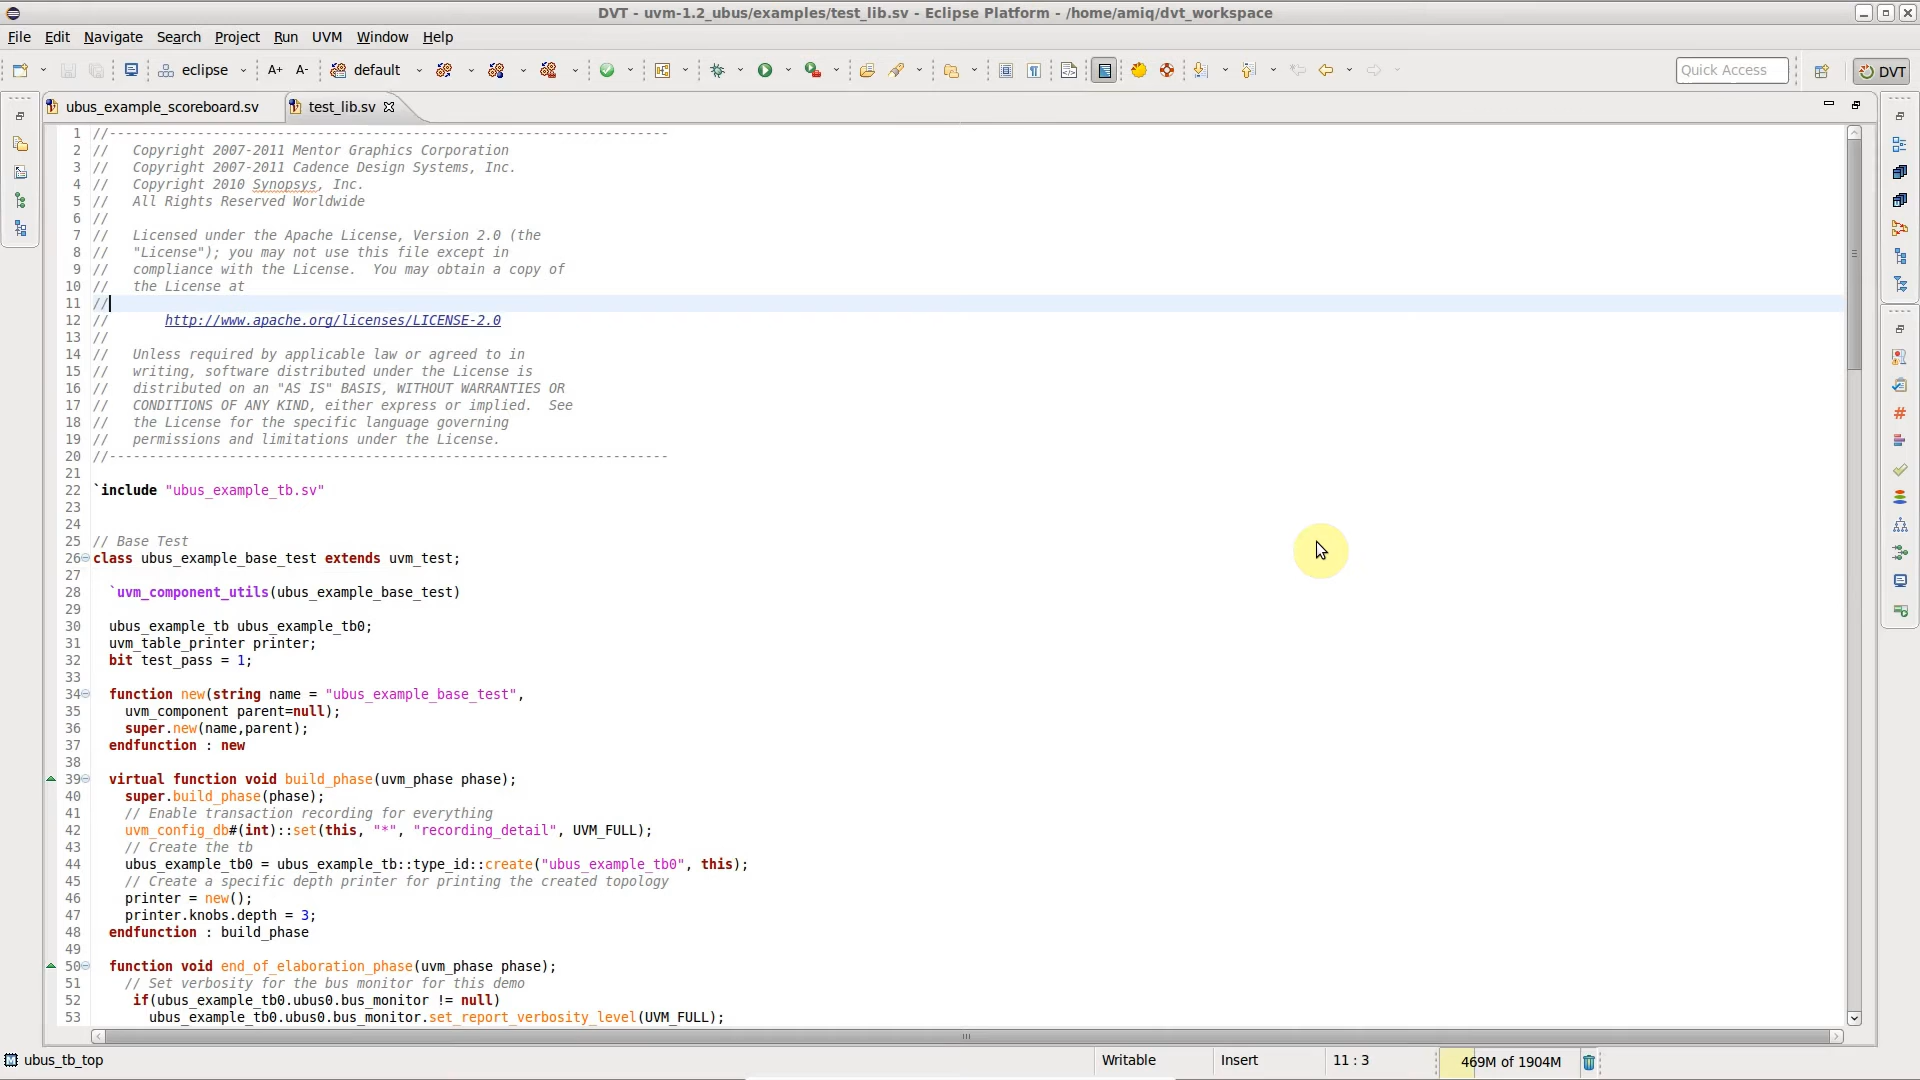 DVT - uvm-1.2_ubus/examples/test_lib.sv - Eclipse Platform - /home/amiq/dvt_workspace
File Edit Navigate Search Project Run UVM Window Help
eclipse A+ A- default Quick Access DVT
ubus_example_scoreboard.sv test_lib.sv
1 //----------------------------------------------------------------------
2 //   Copyright 2007-2011 Mentor Graphics Corporation
3 //   Copyright 2007-2011 Cadence Design Systems, Inc.
4 //   Copyright 2010 Synopsys, Inc.
5 //   All Rights Reserved Worldwide
6 //
7 //   Licensed under the Apache License, Version 2.0 (the
8 //   "License"); you may not use this file except in
9 //   compliance with the License.  You may obtain a copy of
10 //   the License at
11 //
12 //       http://www.apache.org/licenses/LICENSE-2.0
13 //
14 //   Unless required by applicable law or agreed to in
15 //   writing, software distributed under the License is
16 //   distributed on an "AS IS" BASIS, WITHOUT WARRANTIES OR
17 //   CONDITIONS OF ANY KIND, either express or implied.  See
18 //   the License for the specific language governing
19 //   permissions and limitations under the License.
20 //----------------------------------------------------------------------
21
22 `include "ubus_example_tb.sv"
23
24
25 // Base Test
26 class ubus_example_base_test extends uvm_test;
27
28   `uvm_component_utils(ubus_example_base_test)
29
30   ubus_example_tb ubus_example_tb0;
31   uvm_table_printer printer;
32   bit test_pass = 1;
33
34   function new(string name = "ubus_example_base_test",
35     uvm_component parent=null);
36     super.new(name,parent);
37   endfunction : new
38
39   virtual function void build_phase(uvm_phase phase);
40     super.build_phase(phase);
41     // Enable transaction recording for everything
42     uvm_config_db#(int)::set(this, "*", "recording_detail", UVM_FULL);
43     // Create the tb
44     ubus_example_tb0 = ubus_example_tb::type_id::create("ubus_example_tb0", this);
45     // Create a specific depth printer for printing the created topology
46     printer = new();
47     printer.knobs.depth = 3;
48   endfunction : build_phase
49
50   function void end_of_elaboration_phase(uvm_phase phase);
51     // Set verbosity for the bus monitor for this demo
52      if(ubus_example_tb0.ubus0.bus_monitor != null)
53        ubus_example_tb0.ubus0.bus_monitor.set_report_verbosity_level(UVM_FULL);
ubus_tb_top Writable Insert 11 : 3 469M of 1904M